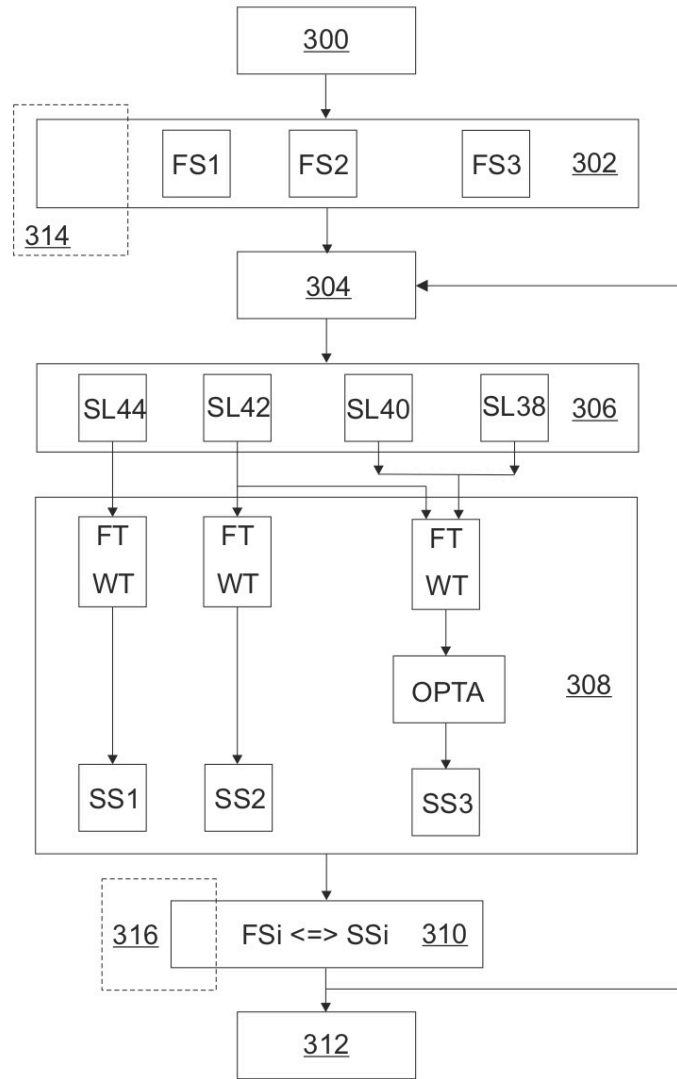 300
FS1 FS2 FS3 302
314
304
SL44 SL42 SL40 SL38 306
FT FT FT
WT WT WT
OPTA 308
SS1 SS2 SS3
316 FSi <=> SSi 310
312